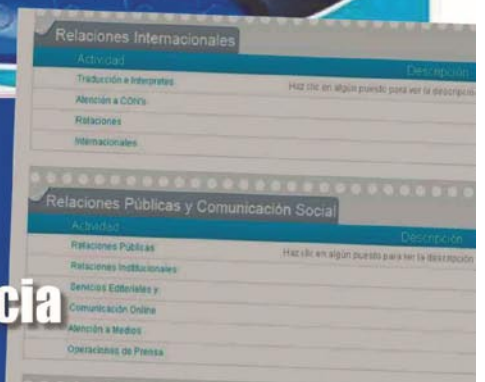 Relaciones Internacionales
Actividad Descripción
Traducción e Interpretes Haz clic en algún puesto para ver la descripción
Atención a CON's
Relaciones
Internacionales
Relaciones Públicas y Comunicación Social
Actividad Descripción
Relaciones Públicas Haz clic en algún puesto para ver la descripción
Relaciones Institucionales
Servicios Editoriales y
Comunicación Online
cia
Atención a Medios
Operaciones de Prensa